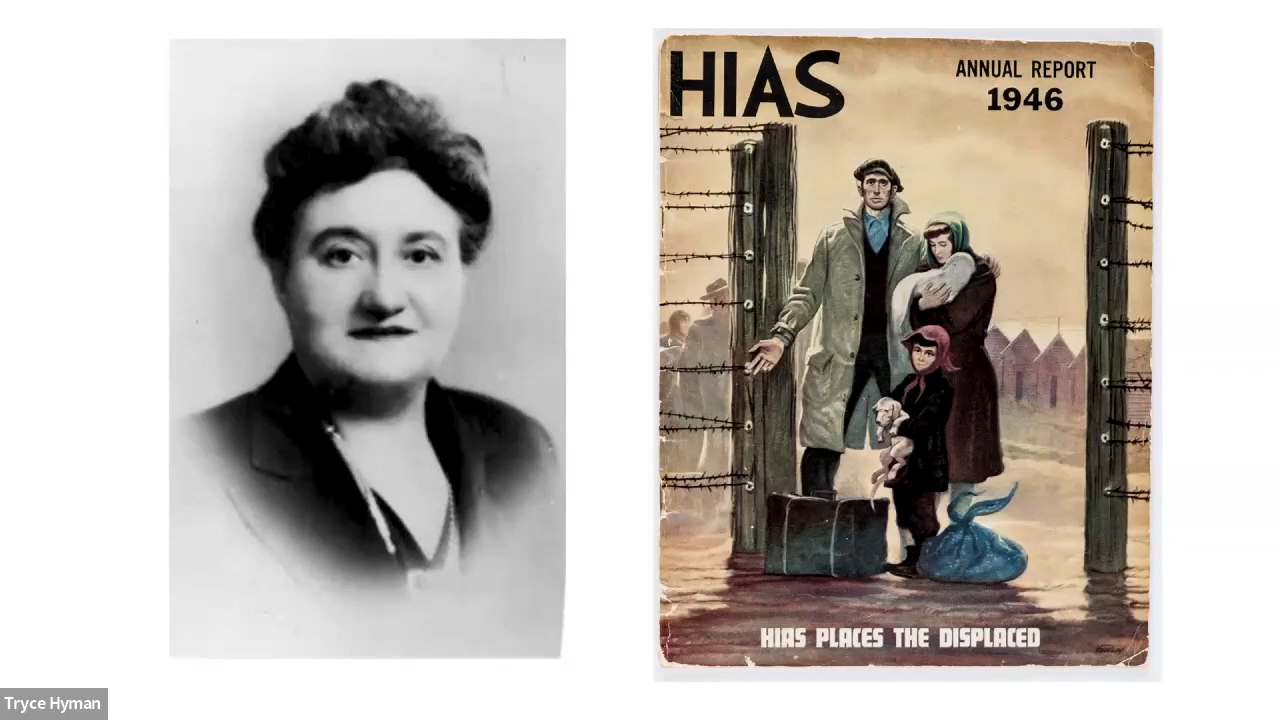 HIAS
ANNUAL REPORT
1946
HIAS PLACES THE DISPLACED
Tryce Hyman